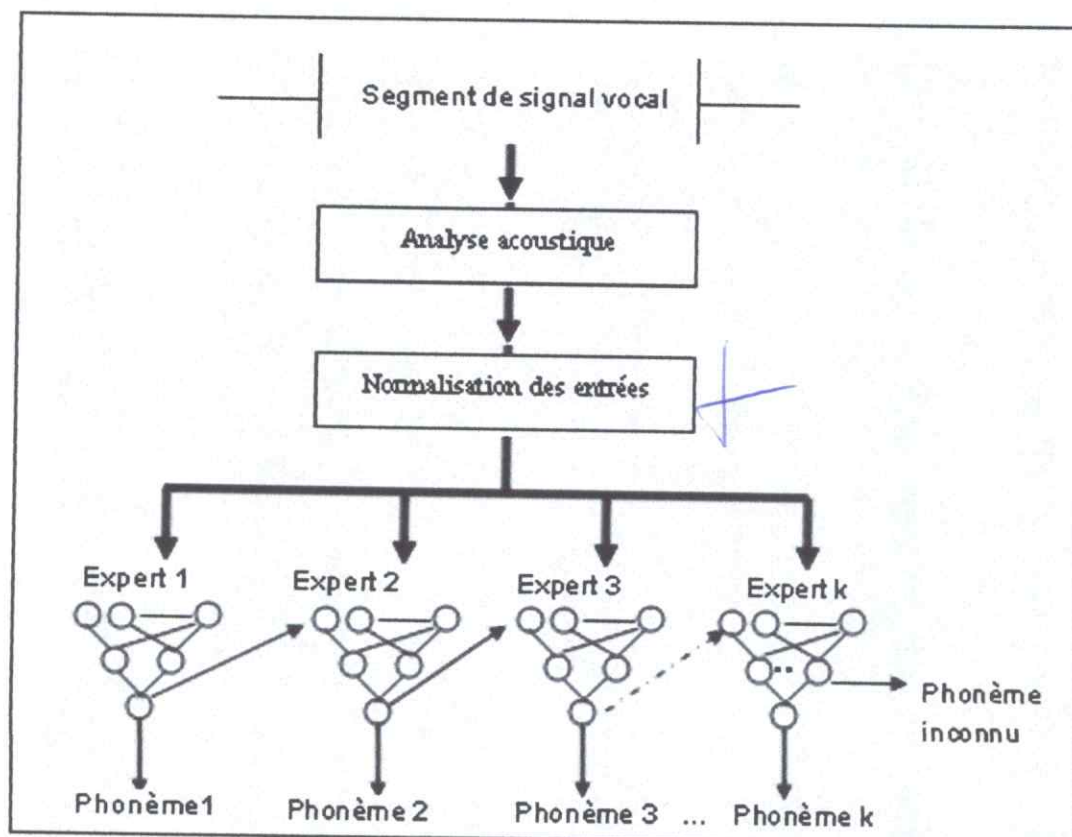 Segment de signal vocal
Analyse acoustique
Normalisation des entrées
Expert 1 Expert 2 Expert 3 Expert k
Phonème
inconnu
Phonème1 Phonème 2 Phonème 3 ... Phonème k